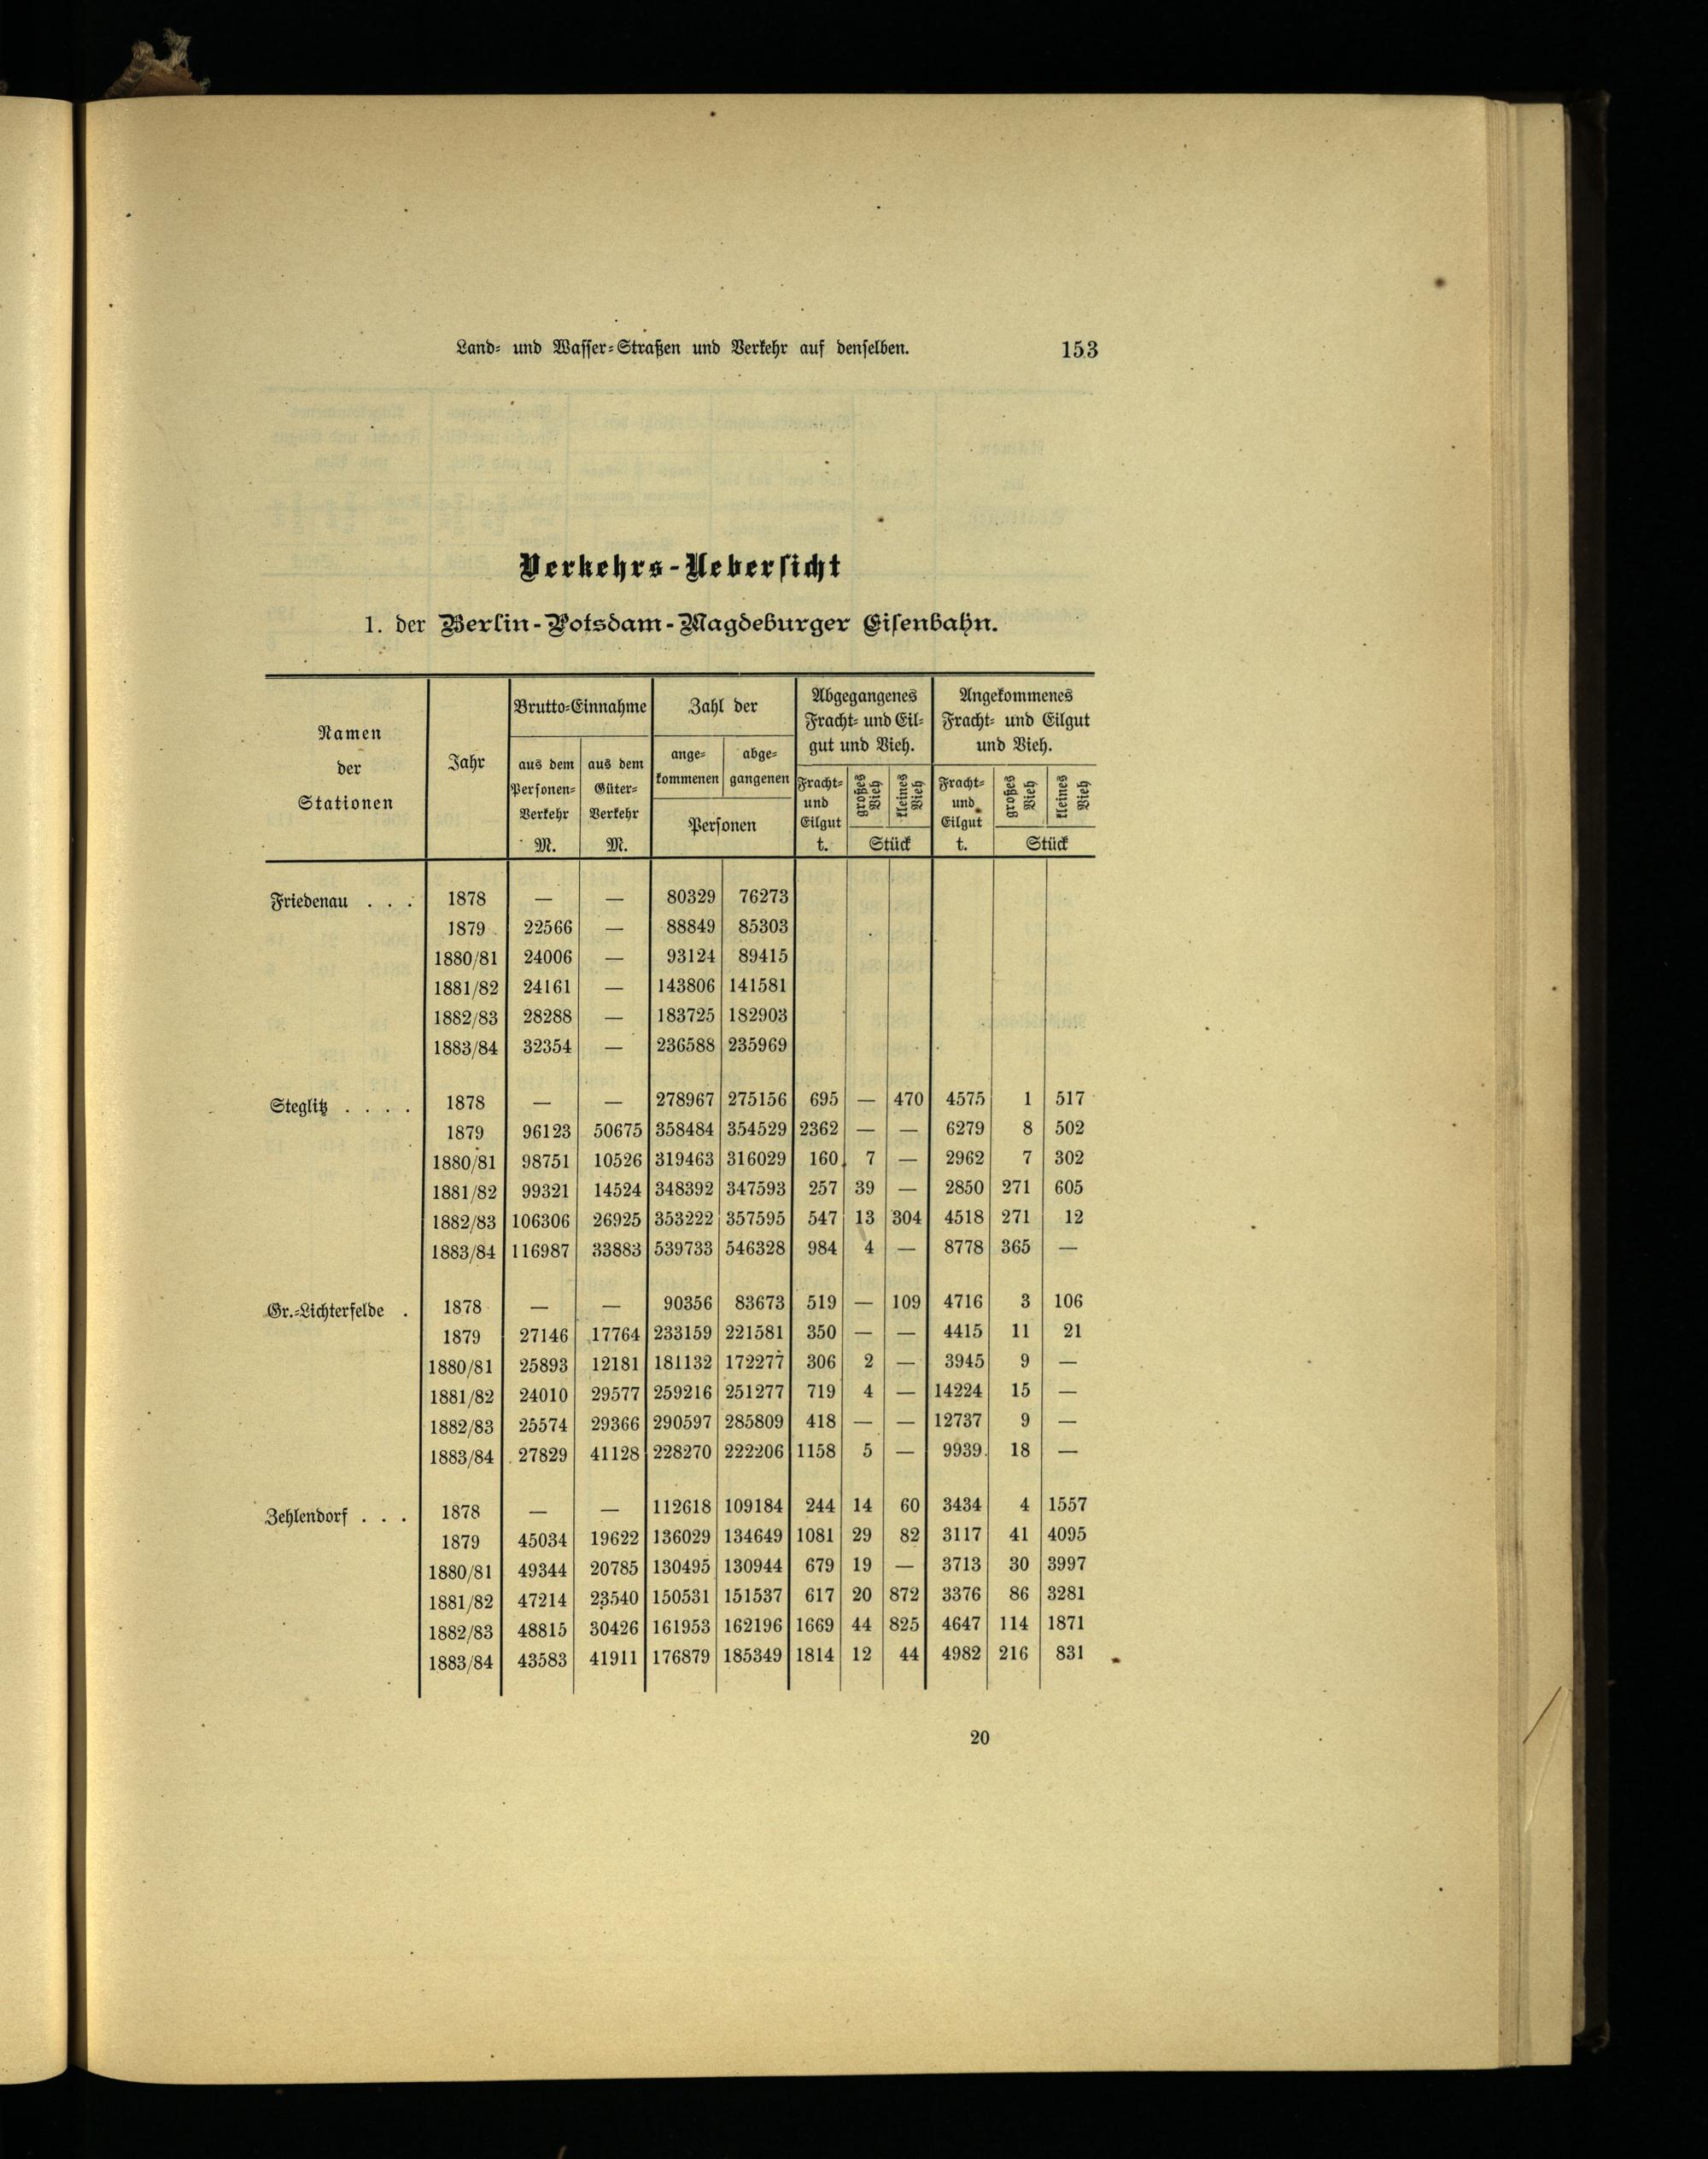 Land- und Wasser-Straßen und Verkehr auf denselben. 153
Verkehrs-Uebersicht
1. der Berlin-Potsdam-Magdeburger Eisenbahn.
Namen der Stationen
Jahr
Brutto-Einnahme
aus dem Personen-Verkehr M.
aus dem Güter-Verkehr M.
Zahl der
ange-kommenen
abge-gangenen
Personen
Abgegangenes Fracht- und Eil-gut und Vieh.
Fracht- und Eilgut t.
großes Vieh
kleines Vieh
Stück
Angekommenes Fracht- und Eilgut und Vieh.
Fracht- und Eilgut t.
großes Vieh
kleines Vieh
Stück
Friedenau . . . 1878 — — 80329 76273
1879 22566 — 88849 85303
1880/81 24006 — 93124 89415
1881/82 24161 — 143806 141581
1882/83 28288 — 183725 182903
1883/84 32354 — 236588 235969
Steglitz . . . . 1878 — — 278967 275156 695 — 470 4575 1 517
1879 96123 50675 358484 354529 2362 — — 6279 8 502
1880/81 98751 10526 319463 316029 160 7 — 2962 7 302
1881/82 99321 14524 348392 347593 257 39 — 2850 271 605
1882/83 106306 26925 353222 357595 547 13 304 4518 271 12
1883/84 116987 33883 539733 546328 984 4 — 8778 365 —
Gr.-Lichterfelde . 1878 — — 90356 83673 519 — 109 4716 3 106
1879 27146 17764 233159 221581 350 — — 4415 11 21
1880/81 25893 12181 181132 172277 306 2 — 3945 9 —
1881/82 24010 29577 259216 251277 719 4 — 14224 15 —
1882/83 25574 29366 290597 285809 418 — — 12737 9 —
1883/84 27829 41128 228270 222206 1158 5 — 9939 18 —
Zehlendorf . . . 1878 — — 112618 109184 244 14 60 3434 4 1557
1879 45034 19622 136029 134649 1081 29 82 3117 41 4095
1880/81 49344 20785 130495 130944 679 19 — 3713 30 3997
1881/82 47214 23540 150531 151537 617 20 872 3376 86 3281
1882/83 48815 30426 161953 162196 1669 44 825 4647 114 1871
1883/84 43583 41911 176879 185349 1814 12 44 4982 216 831
20